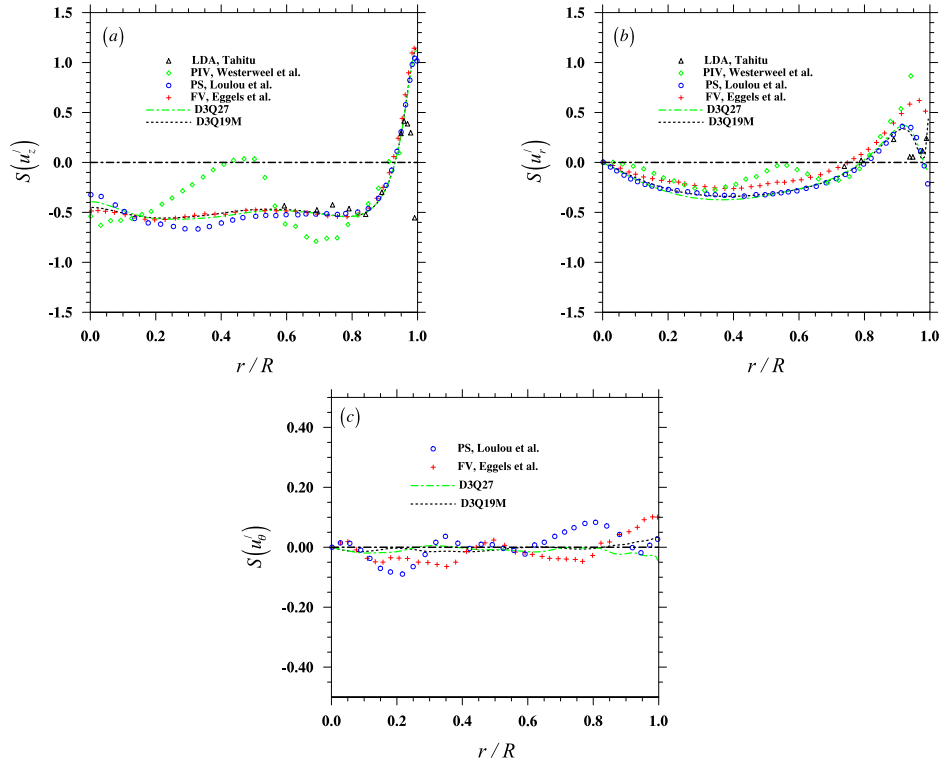 (a)
LDA, Tahitu
PIV, Westerweel et al.
PS, Loulou et al.
FV, Eggels et al.
D3Q27
D3Q19M
1.5
1.0
0.5
0.0
-0.5
-1.0
-1.5
S(u′z)
0.0 0.2 0.4 0.6 0.8 1.0
r / R
(b)
LDA, Tahitu
PIV, Westerweel et al.
PS, Loulou et al.
FV, Eggels et al.
D3Q27
D3Q19M
1.5
1.0
0.5
0.0
-0.5
-1.0
-1.5
S(u′r)
0.0 0.2 0.4 0.6 0.8 1.0
r / R
(c)
PS, Loulou et al.
FV, Eggels et al.
D3Q27
D3Q19M
0.40
0.20
0.00
-0.20
-0.40
S(u′θ)
0.0 0.2 0.4 0.6 0.8 1.0
r / R